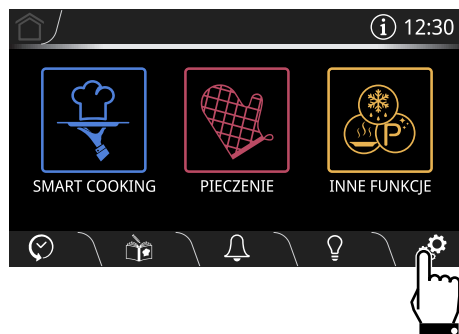 12:30
SMART COOKING
PIECZENIE
INNE FUNKCJE
P